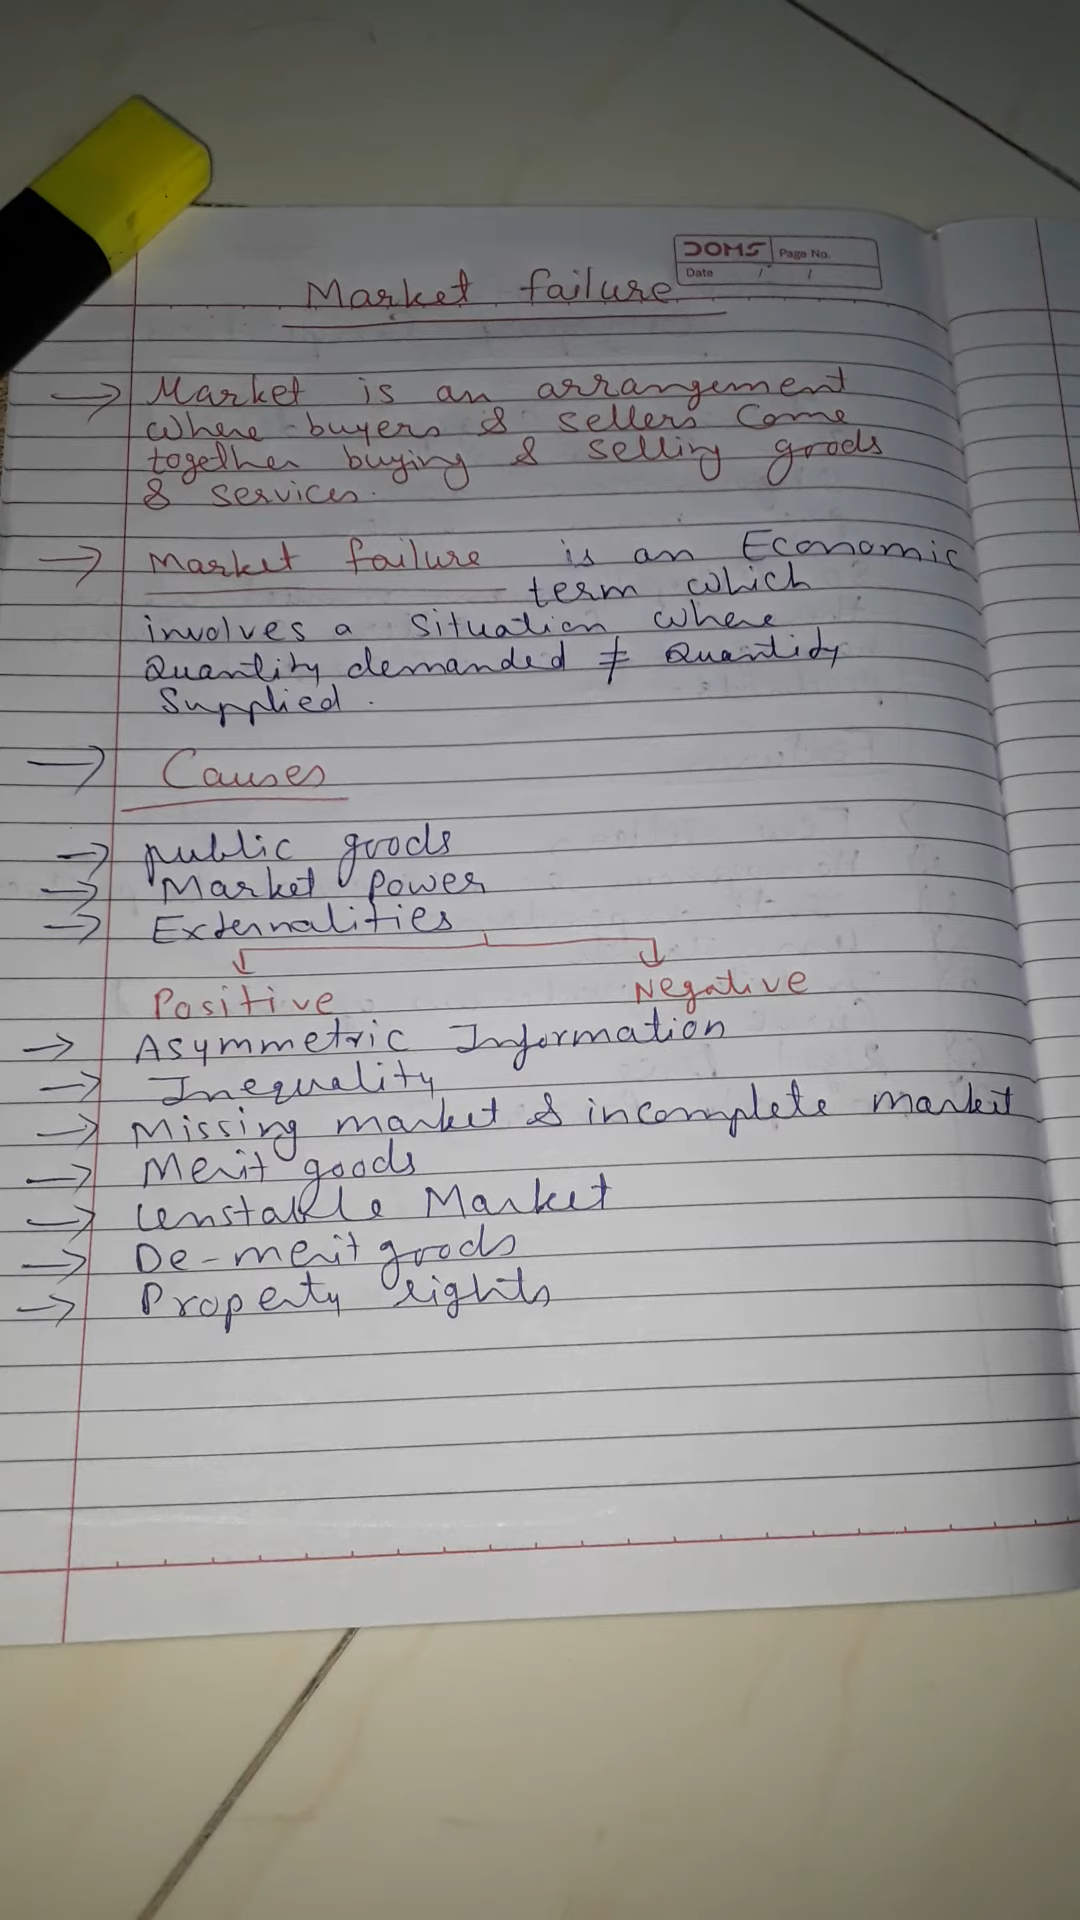 DOMS Page No.
Date / /
Market failure
→ Market is an arrangement
where buyers & sellers come
together buying & selling goods
& services.
→ Market failure is an Economic
term which
involves a situation where
Quantity demanded ≠ Quantity
Supplied.
→ Causes
→ public goods
→ Market Power
→ Externalities
Positive Negative
→ Asymmetric Information
→ Inequality
→ Missing market & incomplete market
→ Merit goods
→ Unstable Market
→ De-merit goods
→ Property rights